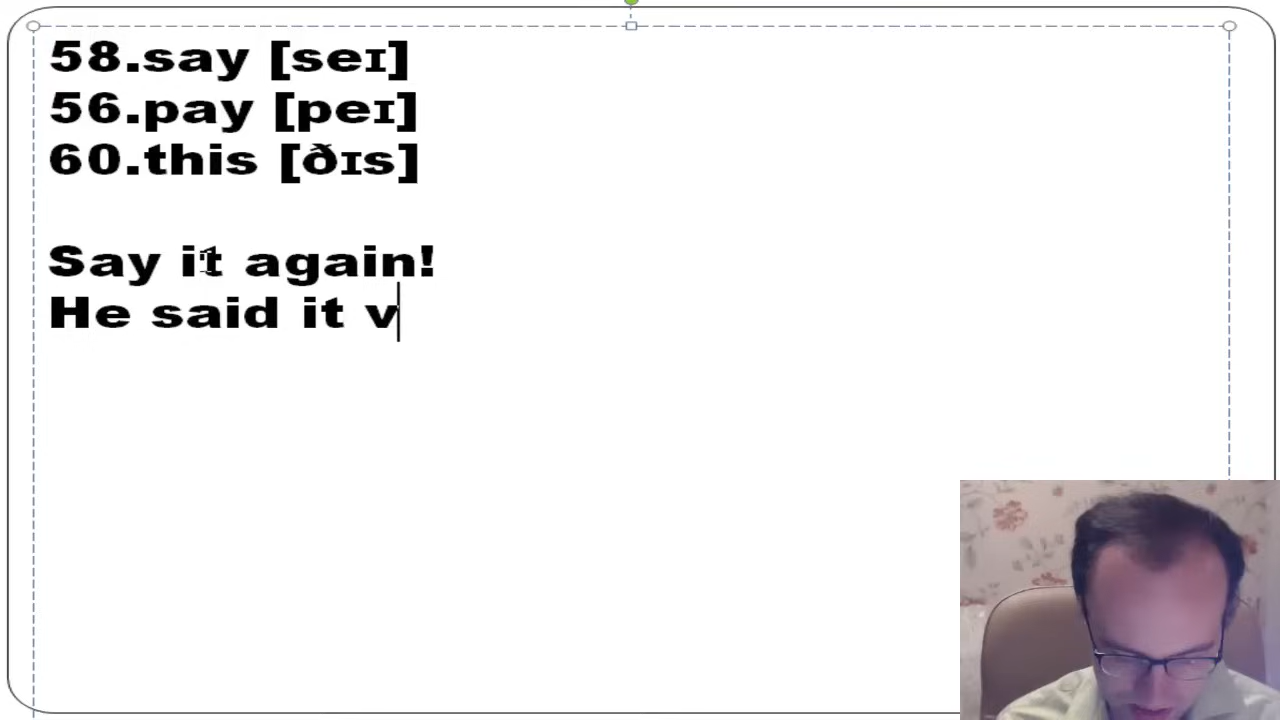 58.say [seɪ]
56.pay [peɪ]
60.this [ðɪs]
Say it again!
He said it v